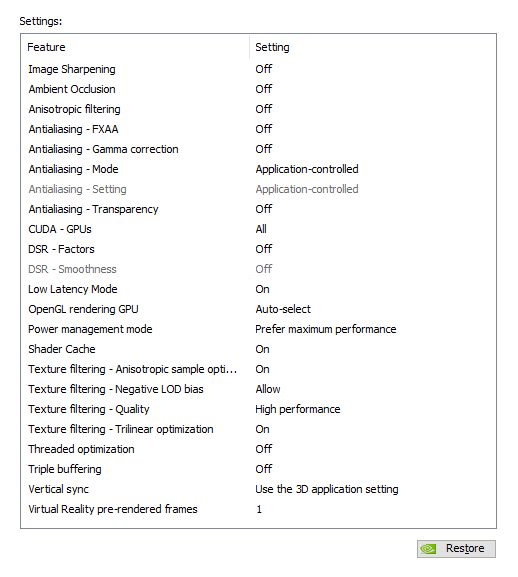 Settings:
Feature Setting
Image Sharpening Off
Ambient Occlusion Off
Anisotropic filtering Off
Antialiasing - FXAA Off
Antialiasing - Gamma correction Off
Antialiasing - Mode Application-controlled
Antialiasing - Setting Application-controlled
Antialiasing - Transparency Off
CUDA - GPUs All
DSR - Factors Off
DSR - Smoothness Off
Low Latency Mode On
OpenGL rendering GPU Auto-select
Power management mode Prefer maximum performance
Shader Cache On
Texture filtering - Anisotropic sample opti... On
Texture filtering - Negative LOD bias Allow
Texture filtering - Quality High performance
Texture filtering - Trilinear optimization On
Threaded optimization Off
Triple buffering Off
Vertical sync Use the 3D application setting
Virtual Reality pre-rendered frames 1
Restore